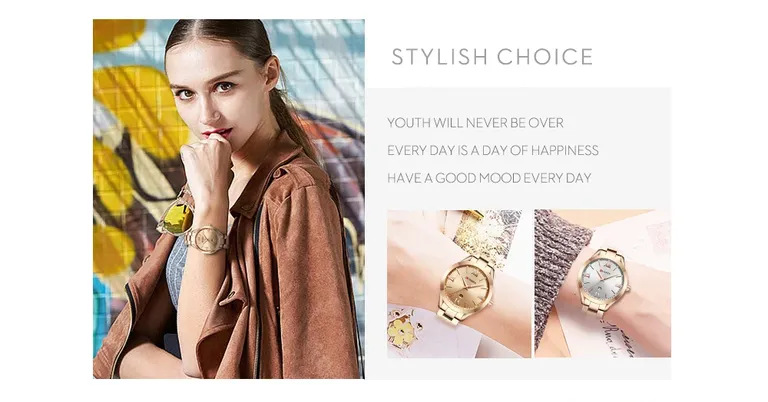 STYLISH CHOICE
YOUTH WILL NEVER BE OVER
EVERY DAY IS A DAY OF HAPPINESS
HAVE A GOOD MOOD EVERY DAY